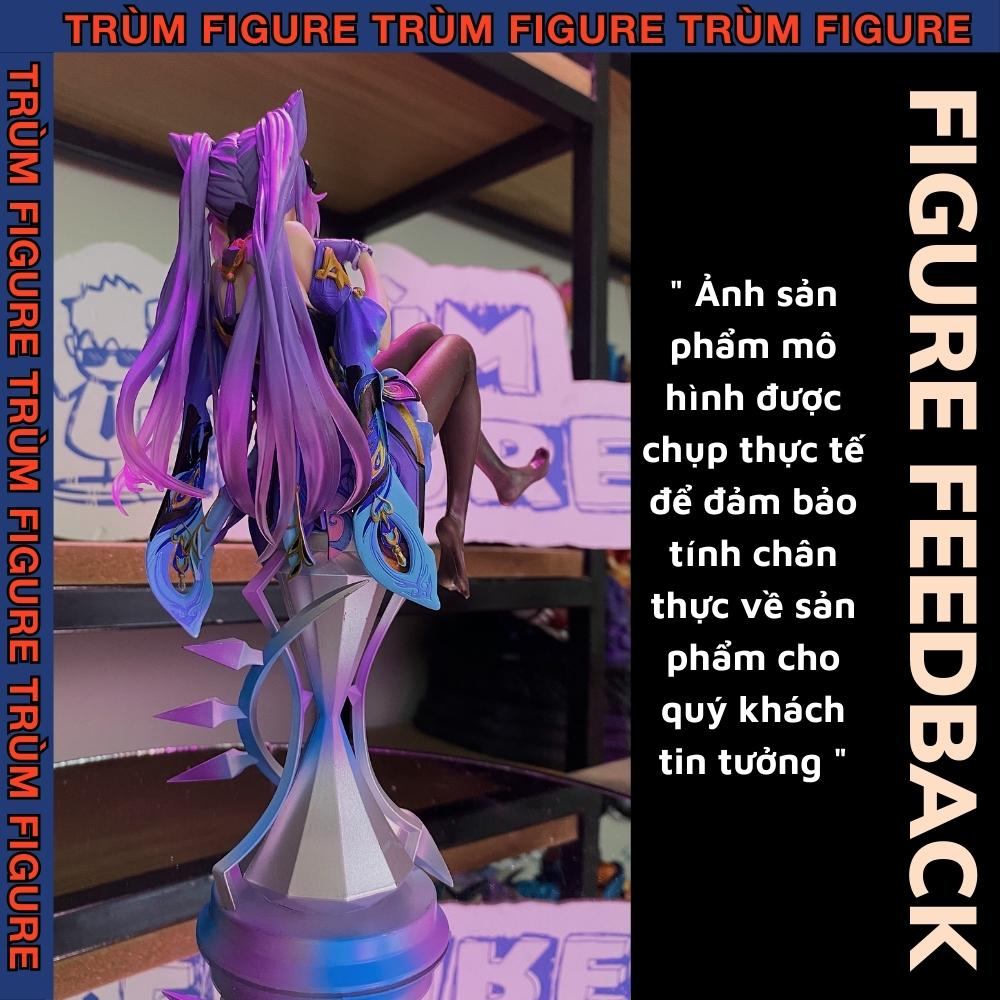 TRÙM FIGURE TRÙM FIGURE TRÙM FIGURE
TRÙM FIGURE TRÙM FIGURE TRÙM FIGURE
FIGURE FEEDBACK
" Ảnh sản
phẩm mô
hình được
chụp thực tế
để đảm bảo
tính chân
thực về sản
phẩm cho
quý khách
tin tưởng "